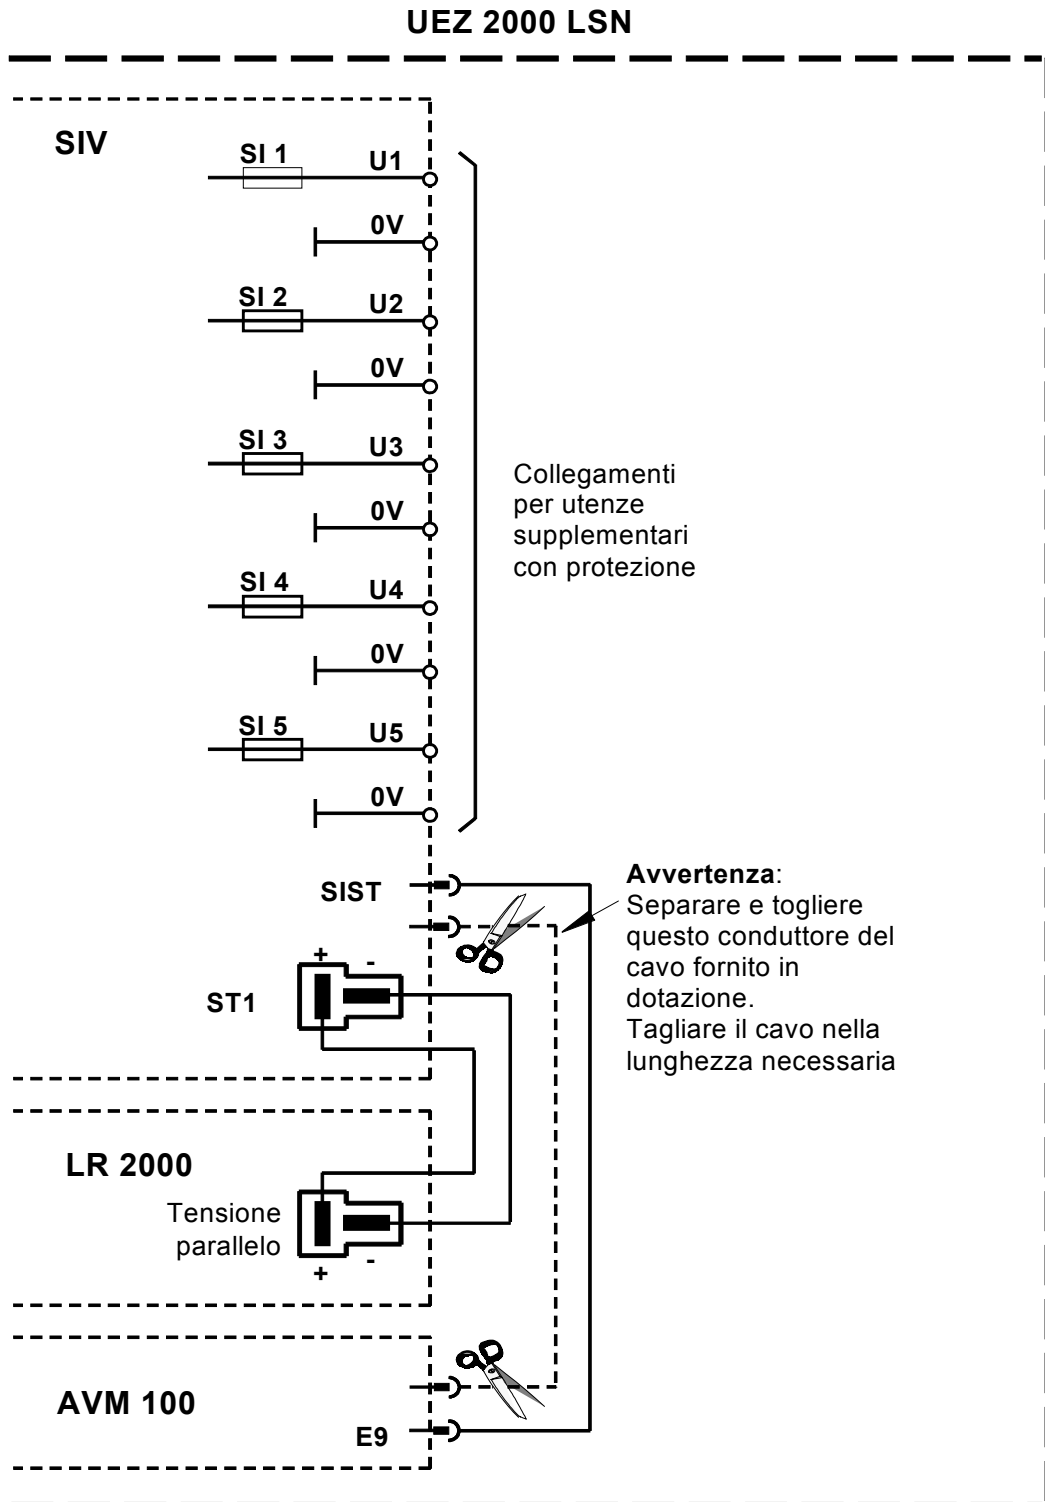 UEZ 2000 LSN
SIV
SI 1
U1
0V
SI 2
U2
0V
SI 3
U3
0V
SI 4
U4
0V
SI 5
U5
0V
Collegamenti
per utenze
supplementari
con protezione
SIST
Avvertenza:
Separare e togliere
questo conduttore del
cavo fornito in
dotazione.
Tagliare il cavo nella
lunghezza necessaria
+
-
ST1
LR 2000
Tensione
parallelo
+
-
AVM 100
E9